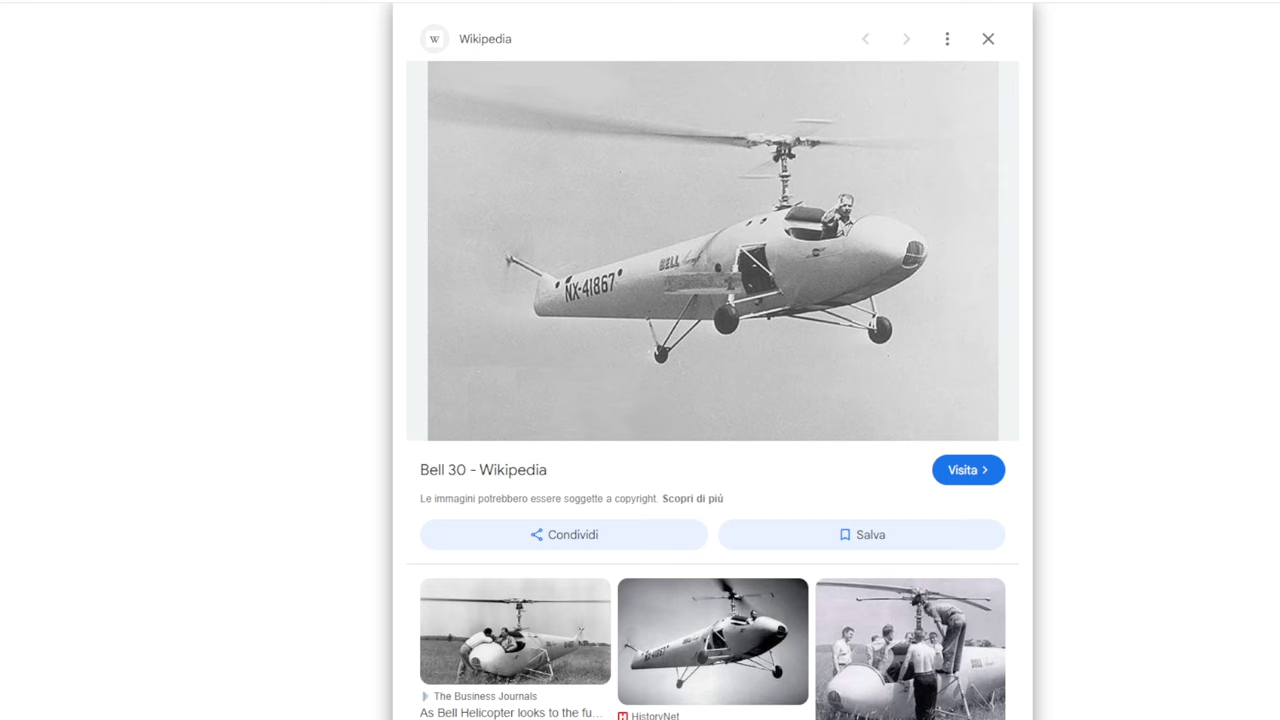 W Wikipedia
BELL
NX-41867
Bell 30 - Wikipedia
Visita
Le immagini potrebbero essere soggette a copyright. Scopri di più
Condividi
Salva
The Business Journals
As Bell Helicopter looks to the fu...
H HistoryNet